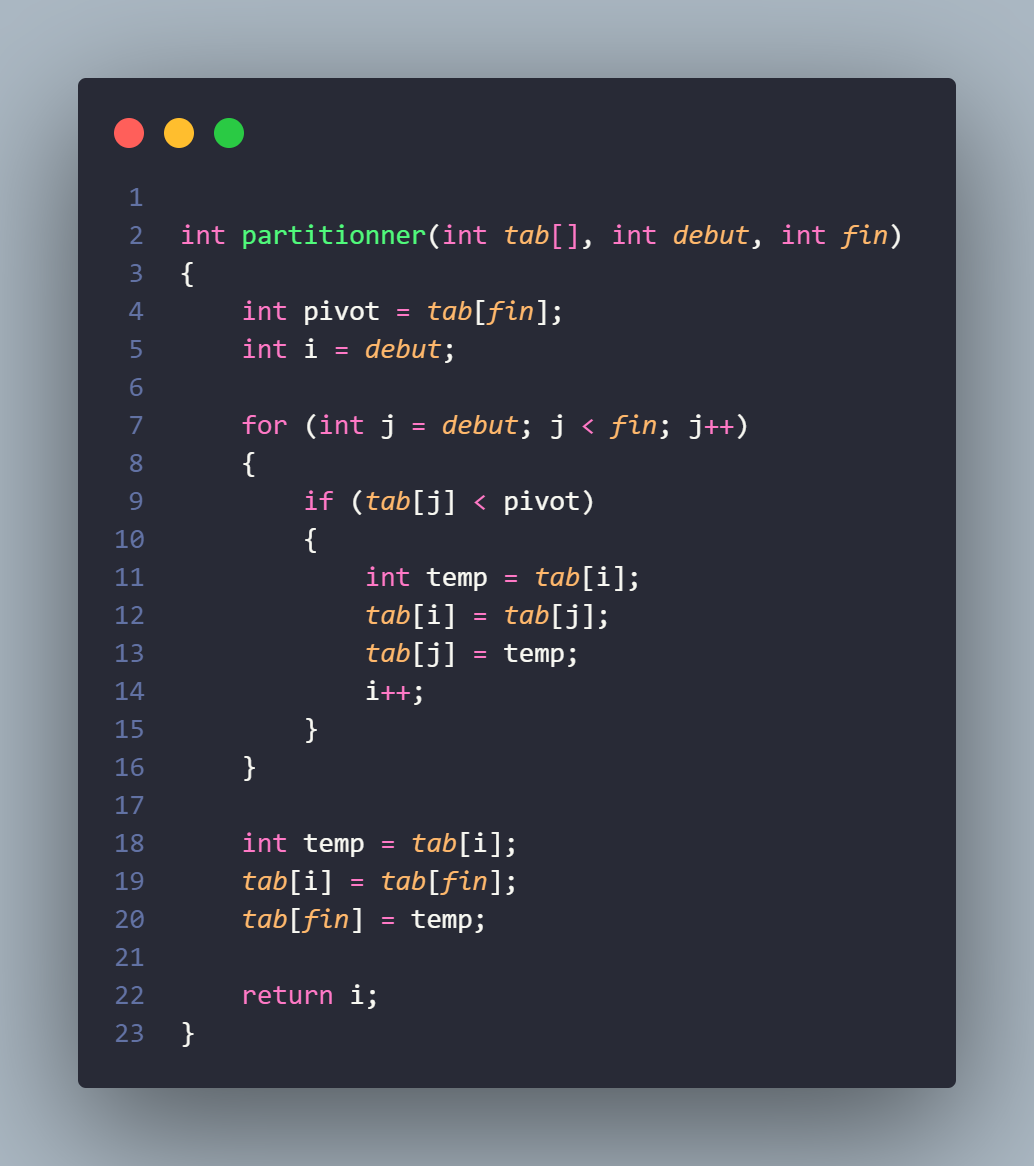 1
2 int partitionner(int tab[], int debut, int fin)
3 {
4     int pivot = tab[fin];
5     int i = debut;
6
7     for (int j = debut; j < fin; j++)
8     {
9         if (tab[j] < pivot)
10         {
11             int temp = tab[i];
12             tab[i] = tab[j];
13             tab[j] = temp;
14             i++;
15         }
16     }
17
18     int temp = tab[i];
19     tab[i] = tab[fin];
20     tab[fin] = temp;
21
22     return i;
23 }